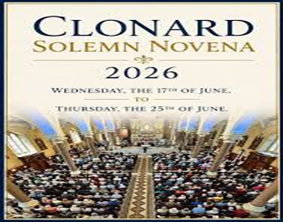 CLONARD
SOLEMN NOVENA
2026
WEDNESDAY, THE 17TH OF JUNE.
TO
THURSDAY, THE 25TH OF JUNE.